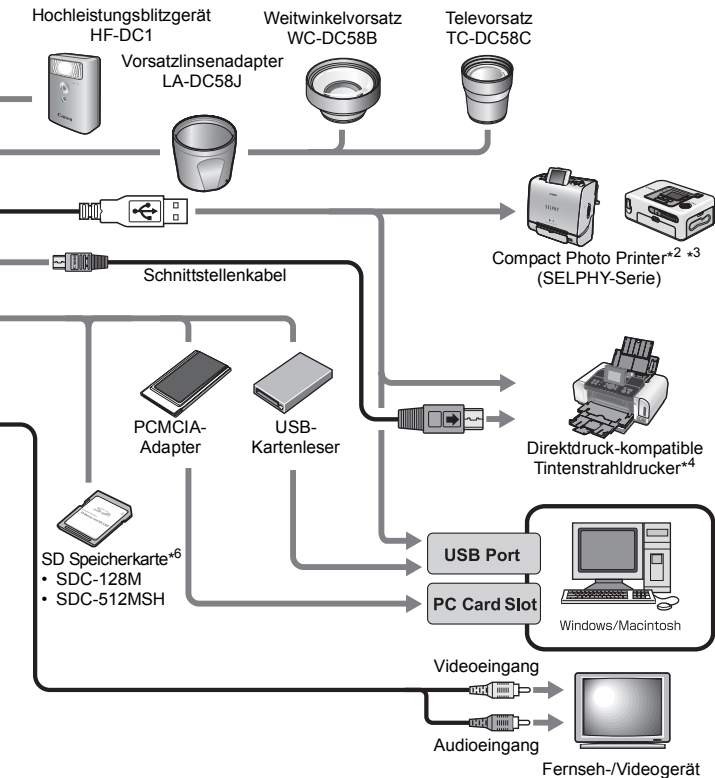 Hochleistungsblitzgerät
HF-DC1
Weitwinkelvorsatz
WC-DC58B
Televorsatz
TC-DC58C
Vorsatzlinsenadapter
LA-DC58J
Canon
SELPHY
Compact Photo Printer*2 *3
(SELPHY-Serie)
Schnittstellenkabel
PCMCIA-
Adapter
USB-
Kartenleser
Direktdruck-kompatible
Tintenstrahldrucker*4
SD Speicherkarte*6
• SDC-128M
• SDC-512MSH
USB Port
PC Card Slot
Windows/Macintosh
Videoeingang
Audioeingang
Fernseh-/Videogerät